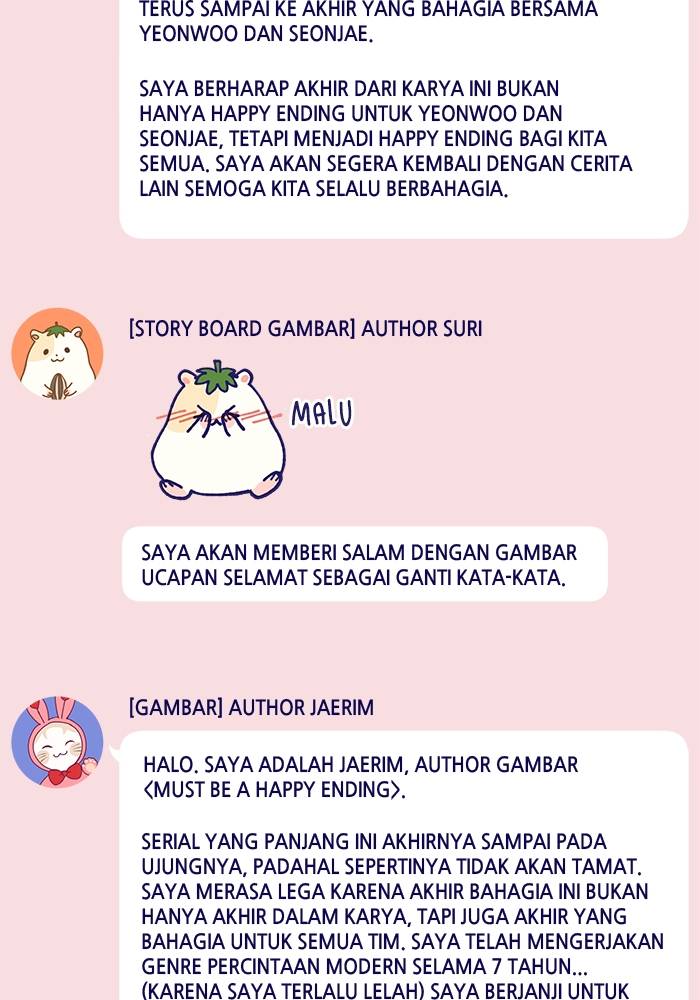 TERUS SAMPAI KE AKHIR YANG BAHAGIA BERSAMA
YEONWOO DAN SEONJAE.
SAYA BERHARAP AKHIR DARI KARYA INI BUKAN
HANYA HAPPY ENDING UNTUK YEONWOO DAN
SEONJAE, TETAPI MENJADI HAPPY ENDING BAGI KITA
SEMUA. SAYA AKAN SEGERA KEMBALI DENGAN CERITA
LAIN SEMOGA KITA SELALU BERBAHAGIA.
[STORY BOARD GAMBAR] AUTHOR SURI
MALU
SAYA AKAN MEMBERI SALAM DENGAN GAMBAR
UCAPAN SELAMAT SEBAGAI GANTI KATA-KATA.
[GAMBAR] AUTHOR JAERIM
HALO. SAYA ADALAH JAERIM, AUTHOR GAMBAR
<MUST BE A HAPPY ENDING>.
SERIAL YANG PANJANG INI AKHIRNYA SAMPAI PADA
UJUNGNYA, PADAHAL SEPERTINYA TIDAK AKAN TAMAT.
SAYA MERASA LEGA KARENA AKHIR BAHAGIA INI BUKAN
HANYA AKHIR DALAM KARYA, TAPI JUGA AKHIR YANG
BAHAGIA UNTUK SEMUA TIM. SAYA TELAH MENGERJAKAN
GENRE PERCINTAAN MODERN SELAMA 7 TAHUN...
(KARENA SAYA TERLALU LELAH) SAYA BERJANJI UNTUK